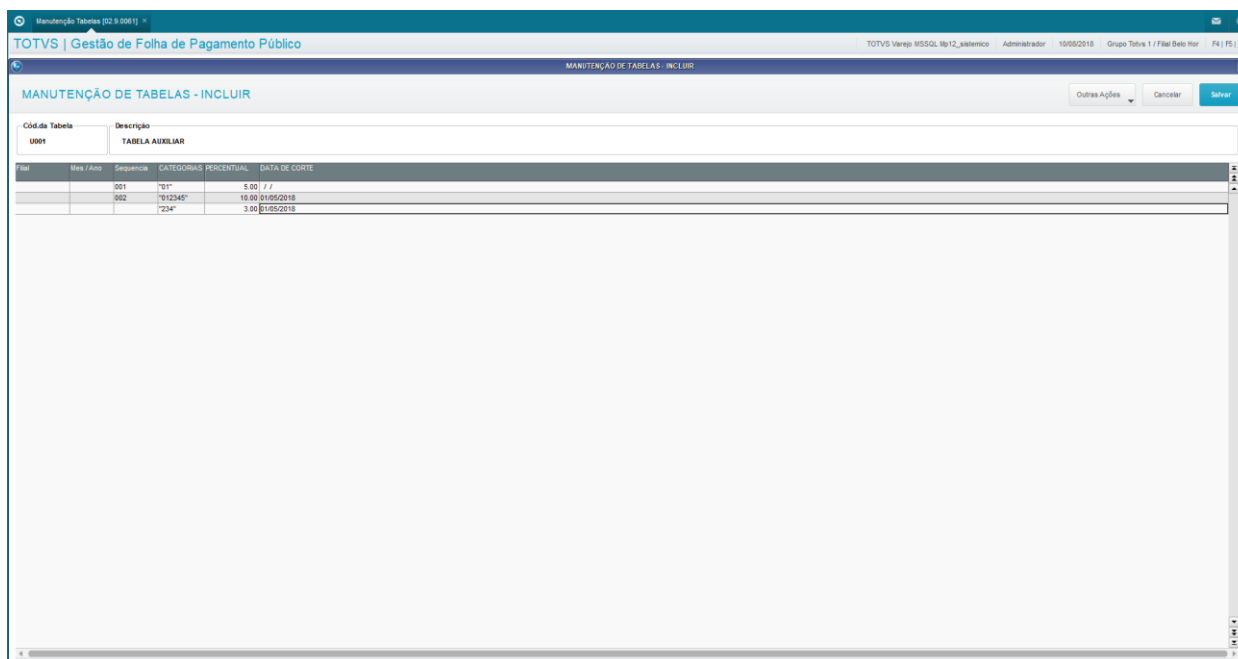 Manutenção Tabelas [02.9.0061] ×
TOTVS | Gestão de Folha de Pagamento Público
TOTVS Varejo MSSQL Mp12_sistemico Administrador 10/08/2018 Grupo Totvs 1 / Filial Belo Hor F4 | F5 |
MANUTENÇÃO DE TABELAS - INCLUIR
MANUTENÇÃO DE TABELAS - INCLUIR
Outras Ações Cancelar Salvar
Cód.da Tabela Descrição
U001 TABELA AUXILIAR
Filial Mes / Ano Sequencia CATEGORIAS PERCENTUAL DATA DE CORTE
001 "01" 5.00 / /
002 "012345" 10.00 01/05/2018
"234" 3.00 01/05/2018